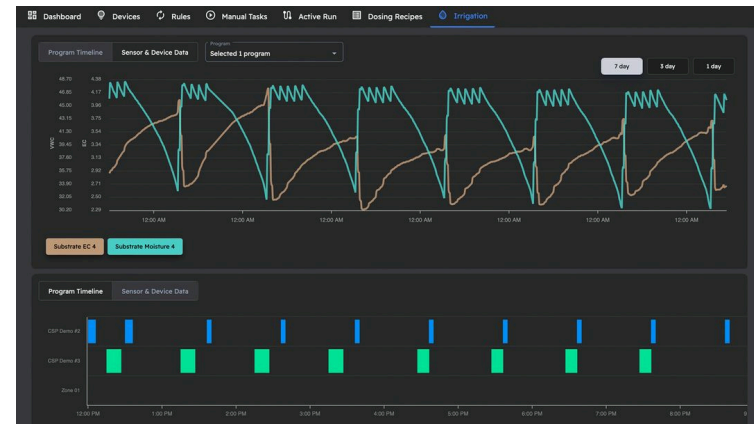 Dashboard Devices Rules Manual Tasks Active Run Dosing Recipes Irrigation
Program Timeline Sensor & Device Data
Program
Selected 1 program
7 day 3 day 1 day
48.70 4.38
46.85 4.17
45.00 3.96
43.15 3.75
41.30 3.54
39.45 3.34
37.60 3.13
35.75 2.92
33.90 2.71
32.05 2.50
30.20 2.29
VWC
EC
12:00 AM 12:00 AM 12:00 AM 12:00 AM 12:00 AM 12:00 AM 12:00 AM
Substrate EC 4 Substrate Moisture 4
Program Timeline Sensor & Device Data
CSP Demo #2
CSP Demo #3
Zone 01
12:00 PM 1:00 PM 2:00 PM 3:00 PM 4:00 PM 5:00 PM 6:00 PM 7:00 PM 8:00 PM